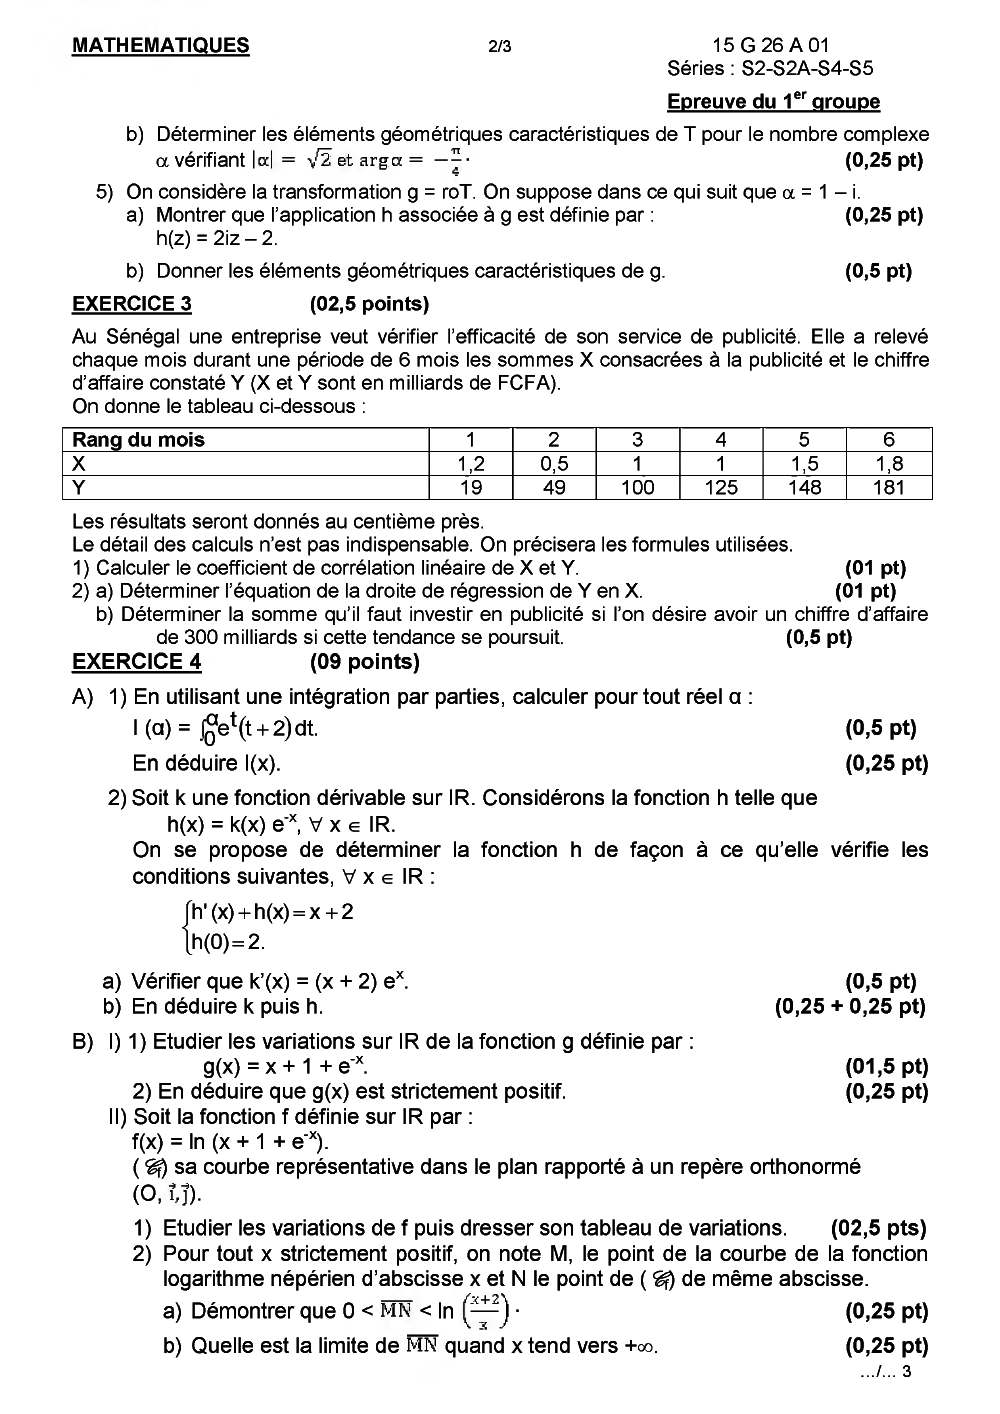 MATHEMATIQUES 2/3 15 G 26 A 01
Séries : S2-S2A-S4-S5
Epreuve du 1er groupe
b) Déterminer les éléments géométriques caractéristiques de T pour le nombre complexe
α vérifiant |α| = √2 et arg α = −π/4. (0,25 pt)
5) On considère la transformation g = roT. On suppose dans ce qui suit que α = 1 – i.
a) Montrer que l'application h associée à g est définie par : (0,25 pt)
h(z) = 2iz – 2.
b) Donner les éléments géométriques caractéristiques de g. (0,5 pt)
EXERCICE 3 (02,5 points)
Au Sénégal une entreprise veut vérifier l'efficacité de son service de publicité. Elle a relevé
chaque mois durant une période de 6 mois les sommes X consacrées à la publicité et le chiffre
d'affaire constaté Y (X et Y sont en milliards de FCFA).
On donne le tableau ci-dessous :
Rang du mois 1 2 3 4 5 6
X 1,2 0,5 1 1 1,5 1,8
Y 19 49 100 125 148 181
Les résultats seront donnés au centième près.
Le détail des calculs n'est pas indispensable. On précisera les formules utilisées.
1) Calculer le coefficient de corrélation linéaire de X et Y. (01 pt)
2) a) Déterminer l'équation de la droite de régression de Y en X. (01 pt)
b) Déterminer la somme qu'il faut investir en publicité si l'on désire avoir un chiffre d'affaire
de 300 milliards si cette tendance se poursuit. (0,5 pt)
EXERCICE 4 (09 points)
A) 1) En utilisant une intégration par parties, calculer pour tout réel α :
I (α) = ∫₀^α e^t (t + 2) dt. (0,5 pt)
En déduire I(x). (0,25 pt)
2) Soit k une fonction dérivable sur IR. Considérons la fonction h telle que
h(x) = k(x) e^-x, ∀ x ∈ IR.
On se propose de déterminer la fonction h de façon à ce qu'elle vérifie les
conditions suivantes, ∀ x ∈ IR :
{h' (x) + h(x) = x + 2
h(0) = 2.
a) Vérifier que k'(x) = (x + 2) e^x. (0,5 pt)
b) En déduire k puis h. (0,25 + 0,25 pt)
B) I) 1) Etudier les variations sur IR de la fonction g définie par :
g(x) = x + 1 + e^-x. (01,5 pt)
2) En déduire que g(x) est strictement positif. (0,25 pt)
II) Soit la fonction f définie sur IR par :
f(x) = ln (x + 1 + e^-x).
(𝒞f) sa courbe représentative dans le plan rapporté à un repère orthonormé
(O, i⃗, j⃗).
1) Etudier les variations de f puis dresser son tableau de variations. (02,5 pts)
2) Pour tout x strictement positif, on note M, le point de la courbe de la fonction
logarithme népérien d'abscisse x et N le point de (𝒞f) de même abscisse.
a) Démontrer que 0 < M̅N̅ < ln ((x+2)/x). (0,25 pt)
b) Quelle est la limite de M̅N̅ quand x tend vers +∞. (0,25 pt)
.../... 3